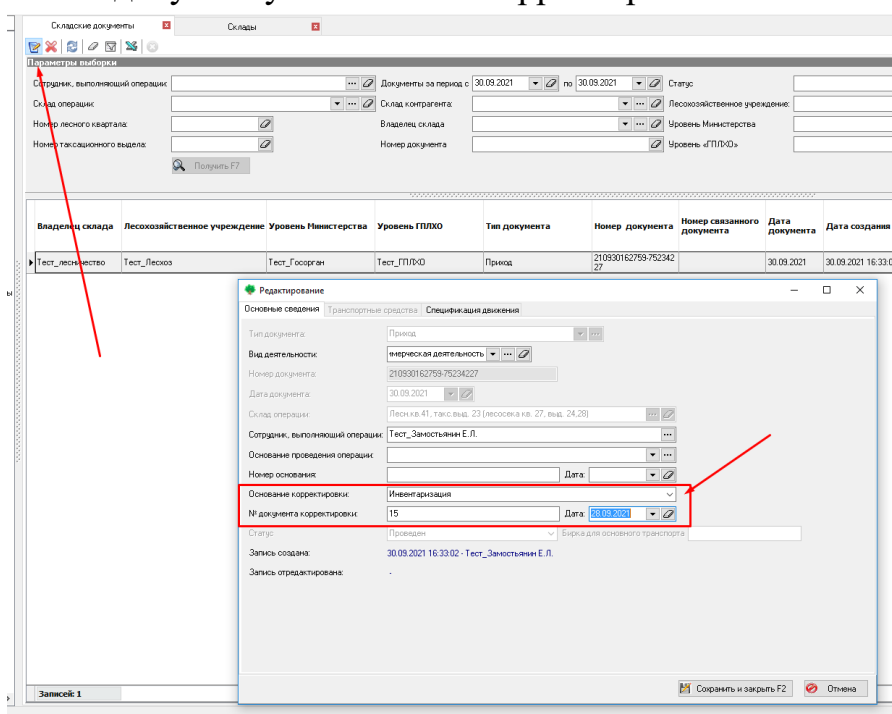 Складские документы
Склады
Параметры выборки
Сотрудник, выполняющий операции:
Документы за период с 30.09.2021 по 30.09.2021 Статус
Склад операции:
Склад контрагента:
Лесохозяйственное учреждение:
Номер лесного квартала:
Владелец склада
Уровень Министерства
Номер таксационного выдела:
Номер документа
Уровень «ГПЛХО»
Получить F7
Владелец склада Лесохозяйственное учреждение Уровень Министерства Уровень ГПЛХО Тип документа Номер документа Номер связанного документа Дата документа Дата создания
Тест_лесничество Тест_Лесхоз Тест_Госорган Тест_ГПЛХО Приход 210930162759-75234227 30.09.2021 30.09.2021 16:33:0
ы
Редактирование
Основные сведения Транспортные средства Спецификация движения
Тип документа: Приход
Вид деятельности: мерческая деятельность
Номер документа: 210930162759-75234227
Дата документа: 30.09.2021
Склад операции: Лесн.кв.41, такс.выд. 23 (лесосека кв. 27, выд. 24,28)
Сотрудник, выполняющий операции: Тест_Замостьянин Е.Л.
Основание проведения операции:
Номер основания: Дата:
Основание корректировки: Инвентаризация
№ документа корректировки: 15 Дата: 28.09.2021
Статус Проведен Бирка для основного транспорта
Запись создана: 30.09.2021 16:33:02 - Тест_Замостьянин Е.Л.
Запись отредактирована: -
Сохранить и закрыть F2 Отмена
Записей: 1